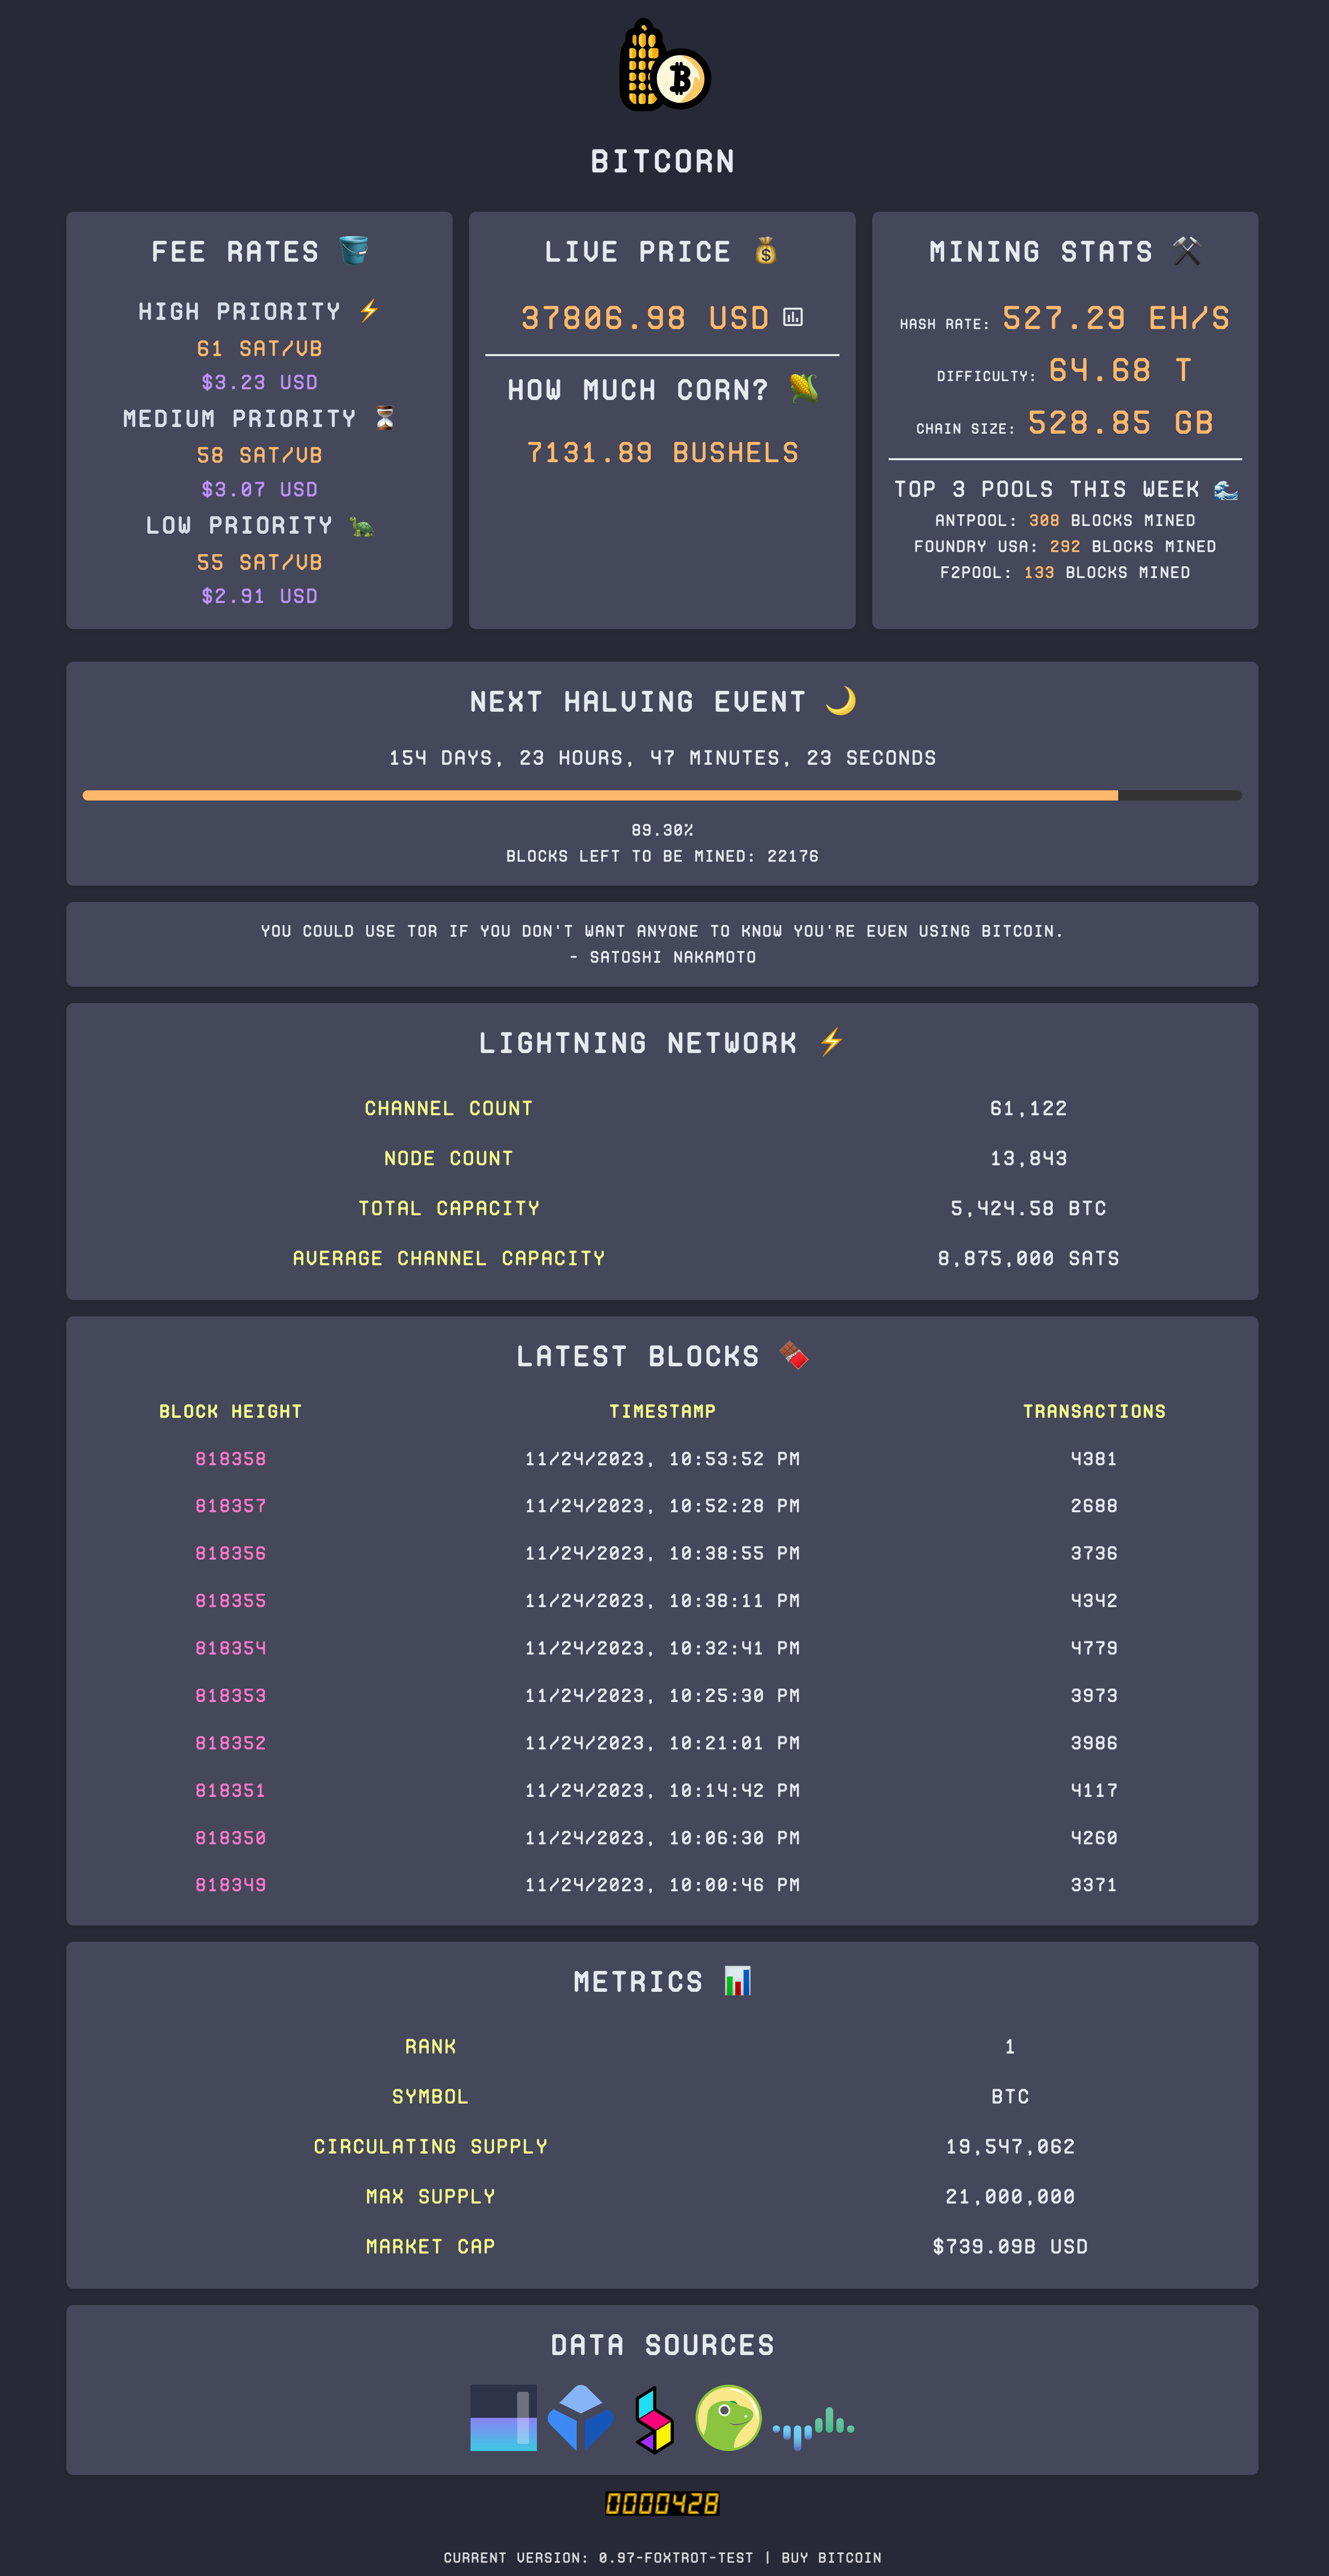 BITCORN
FEE RATES
HIGH PRIORITY
61 SAT/VB
$3.23 USD
MEDIUM PRIORITY
58 SAT/VB
$3.07 USD
LOW PRIORITY
55 SAT/VB
$2.91 USD
LIVE PRICE
37806.98 USD
HOW MUCH CORN?
7131.89 BUSHELS
MINING STATS
HASH RATE: 527.29 EH/S
DIFFICULTY: 64.68 T
CHAIN SIZE: 528.85 GB
TOP 3 POOLS THIS WEEK
ANTPOOL: 308 BLOCKS MINED
FOUNDRY USA: 292 BLOCKS MINED
F2POOL: 133 BLOCKS MINED
NEXT HALVING EVENT
154 DAYS, 23 HOURS, 47 MINUTES, 23 SECONDS
89.30%
BLOCKS LEFT TO BE MINED: 22176
YOU COULD USE TOR IF YOU DON'T WANT ANYONE TO KNOW YOU'RE EVEN USING BITCOIN.
- SATOSHI NAKAMOTO
LIGHTNING NETWORK
CHANNEL COUNT 61,122
NODE COUNT 13,843
TOTAL CAPACITY 5,424.58 BTC
AVERAGE CHANNEL CAPACITY 8,875,000 SATS
LATEST BLOCKS
BLOCK HEIGHT TIMESTAMP TRANSACTIONS
818358 11/24/2023, 10:53:52 PM 4381
818357 11/24/2023, 10:52:28 PM 2688
818356 11/24/2023, 10:38:55 PM 3736
818355 11/24/2023, 10:38:11 PM 4342
818354 11/24/2023, 10:32:41 PM 4779
818353 11/24/2023, 10:25:30 PM 3973
818352 11/24/2023, 10:21:01 PM 3986
818351 11/24/2023, 10:14:42 PM 4117
818350 11/24/2023, 10:06:30 PM 4260
818349 11/24/2023, 10:00:46 PM 3371
METRICS
RANK 1
SYMBOL BTC
CIRCULATING SUPPLY 19,547,062
MAX SUPPLY 21,000,000
MARKET CAP $739.09B USD
DATA SOURCES
0000428
CURRENT VERSION: 0.97-FOXTROT-TEST | BUY BITCOIN